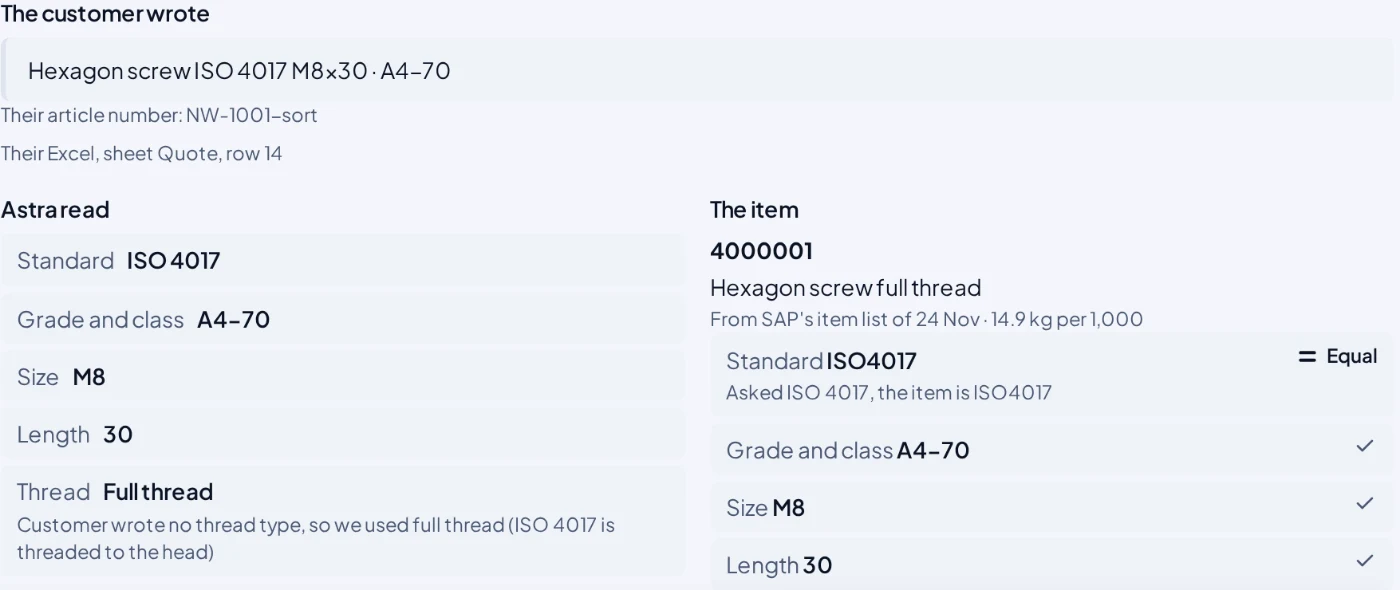 The customer wrote
Hexagon screw ISO 4017 M8×30 · A4–70
Their article number: NW-1001–sort
Their Excel, sheet Quote, row 14
Astra read
Standard ISO 4017
Grade and class A4–70
Size M8
Length 30
Thread Full thread
Customer wrote no thread type, so we used full thread (ISO 4017 is
threaded to the head)
The item
4000001
Hexagon screw full thread
From SAP's item list of 24 Nov · 14.9 kg per 1,000
Standard ISO4017
= Equal
Asked ISO 4017, the item is ISO4017
Grade and class A4–70
Size M8
Length 30